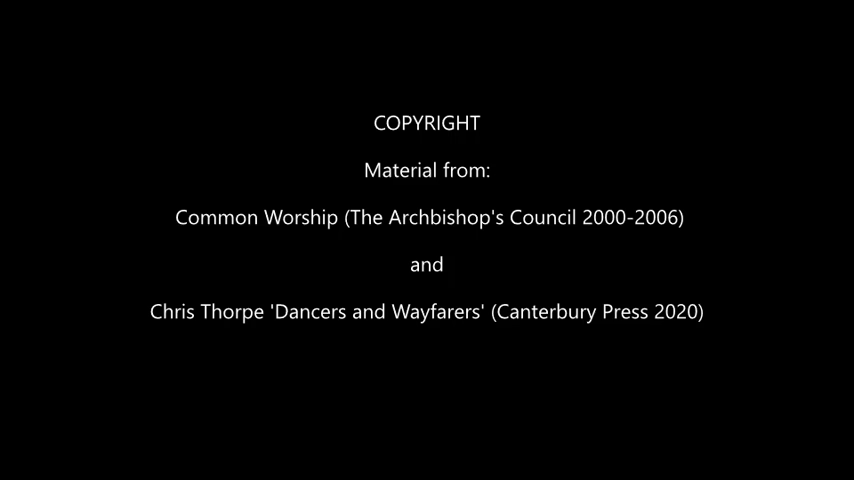 COPYRIGHT
Material from:
Common Worship (The Archbishop's Council 2000-2006)
and
Chris Thorpe 'Dancers and Wayfarers' (Canterbury Press 2020)